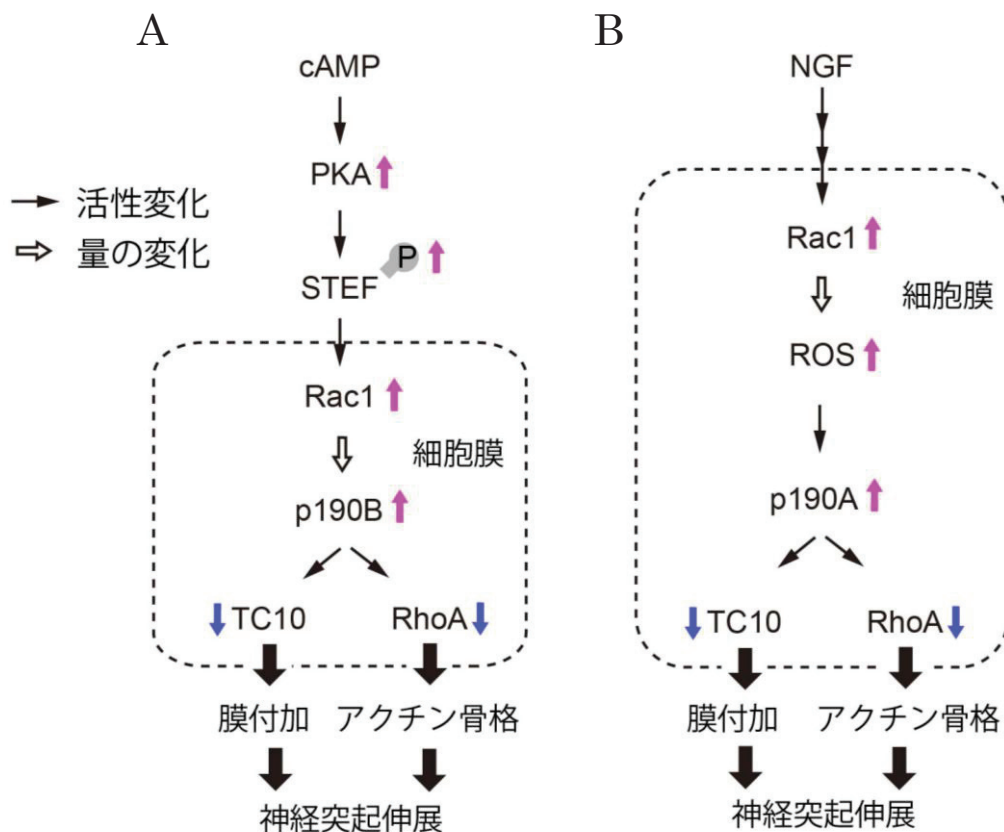 A
cAMP
PKA
P
STEF
Rac1
細胞膜
p190B
TC10
RhoA
膜付加
アクチン骨格
神経突起伸展
活性変化
量の変化
B
NGF
Rac1
細胞膜
ROS
p190A
TC10
RhoA
膜付加
アクチン骨格
神経突起伸展